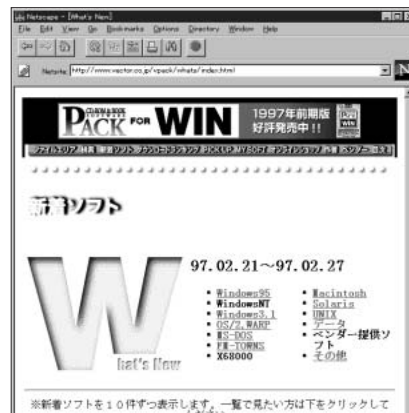 Netscape - [What's New]
File Edit View Go Bookmarks Options Directory Window Help
Netsite: http://www.vector.co.jp/vpack/whats/index.html
N
PACK FOR WIN
1997年前期版
好評発売中!!
新着ソフト
97.02.21～97.02.27
What's New
Windows95
WindowsNT
Windows3.1
OS/2,WARP
MS-DOS
FM-TOWNS
X68000
Macintosh
Solaris
UNIX
データ
ベンダー提供ソフト
その他
※新着ソフトを10件ずつ表示します。一覧で見たい方は下をクリックして